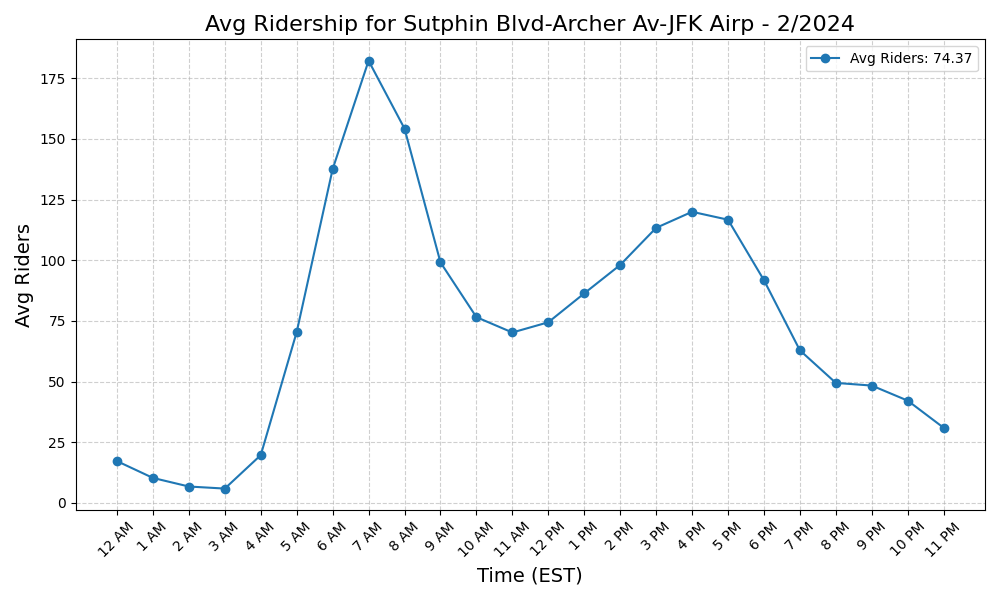 Avg Ridership for Sutphin Blvd-Archer Av-JFK Airp - 2/2024
Avg Riders: 74.37
Avg Riders
175
150
125
100
75
50
25
0
12 AM
1 AM
2 AM
3 AM
4 AM
5 AM
6 AM
7 AM
8 AM
9 AM
10 AM
11 AM
12 PM
1 PM
2 PM
3 PM
4 PM
5 PM
6 PM
7 PM
8 PM
9 PM
10 PM
11 PM
Time (EST)